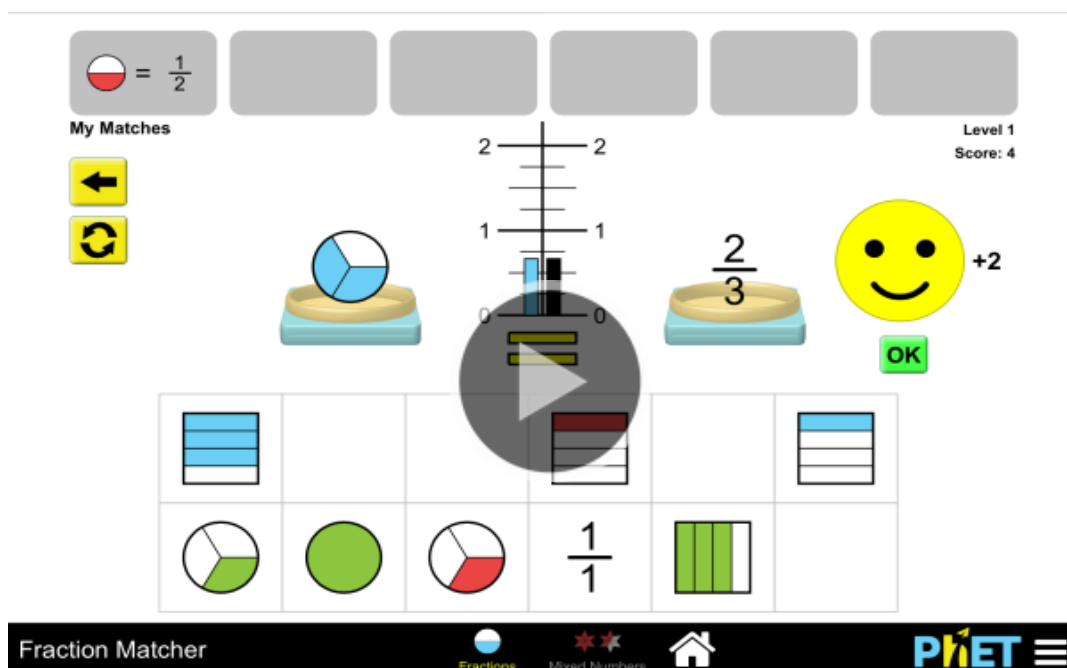 = 1/2
My Matches
Level 1
Score: 4
2 2
1 1
0 0
2/3
+2
OK
1/1
Fraction Matcher
Fractions
Mixed Numbers
PhET